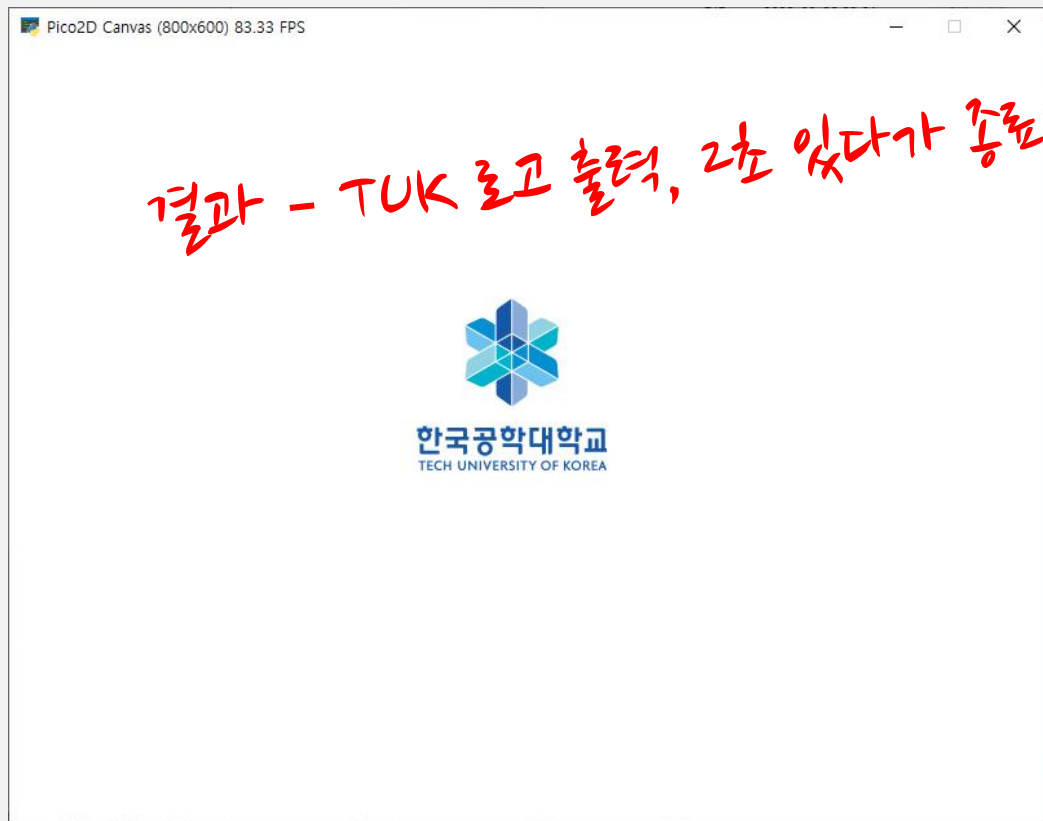 Pico2D Canvas (800x600) 83.33 FPS
결과 - TUK 로고 출력, 2초 있다가 종료
한국공학대학교
TECH UNIVERSITY OF KOREA